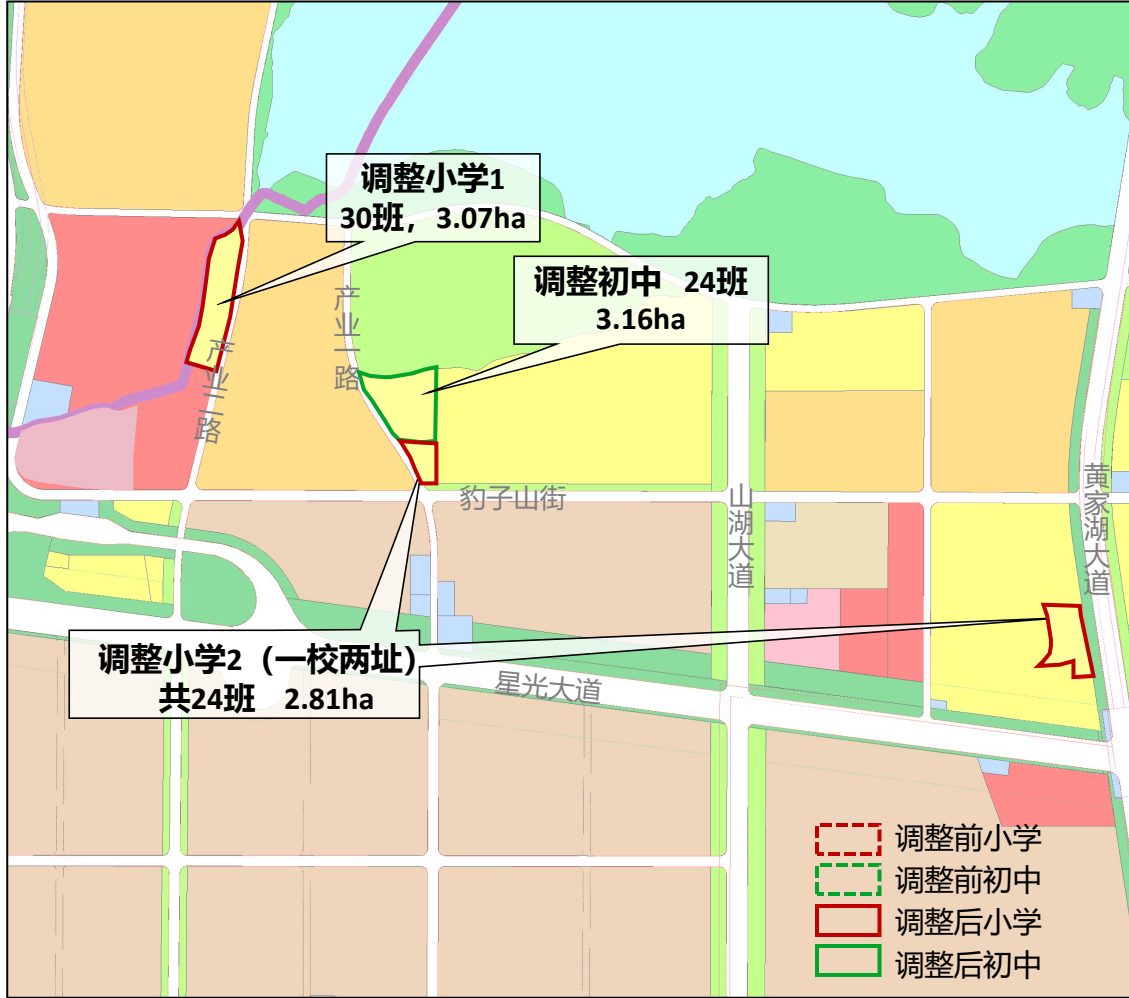 调整小学1
30班，3.07ha
调整初中 24班
3.16ha
产业一路
产业二路
豹子山街
山湖大道
黄家湖大道
调整小学2（一校两址）
共24班 2.81ha
星光大道
调整前小学
调整前初中
调整后小学
调整后初中